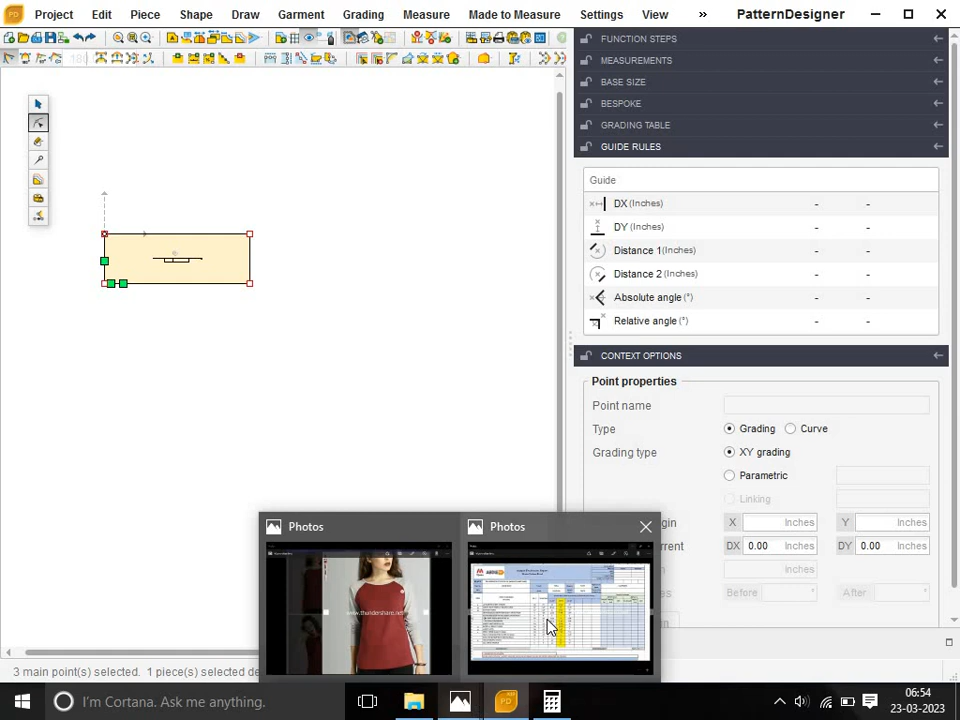 Project Edit Piece Shape Draw Garment Grading Measure Made to Measure Settings View » PatternDesigner
FUNCTION STEPS
MEASUREMENTS
BASE SIZE
BESPOKE
GRADING TABLE
GUIDE RULES
Guide
DX (Inches) - -
DY (Inches) - -
Distance 1 (Inches) - -
Distance 2 (Inches) - -
Absolute angle (°) - -
Relative angle (°) - -
CONTEXT OPTIONS
Point properties
Point name
Type Grading Curve
Grading type XY grading
Parametric
Linking
X Inches Y Inches
DX 0.00 Inches DY 0.00 Inches
Inches Before After
Photos Photos
www.thundersharp.net
3 main point(s) selected. 1 piece(s) selected
I'm Cortana. Ask me anything.
06:54
23-03-2023